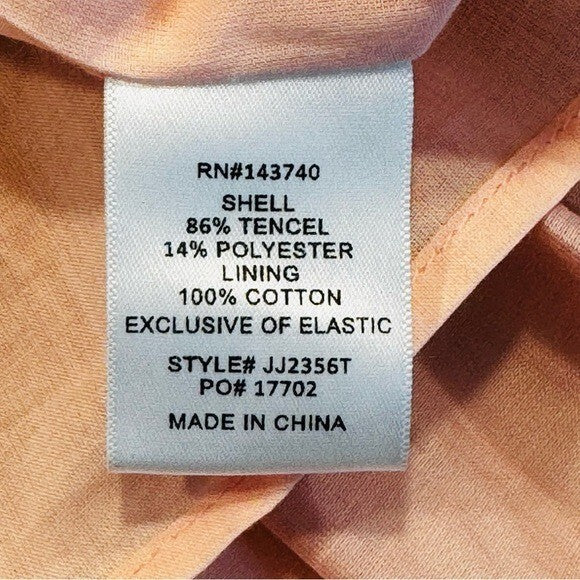 RN#143740
SHELL
86% TENCEL
14% POLYESTER
LINING
100% COTTON
EXCLUSIVE OF ELASTIC
STYLE# JJ2356T
PO# 17702
MADE IN CHINA